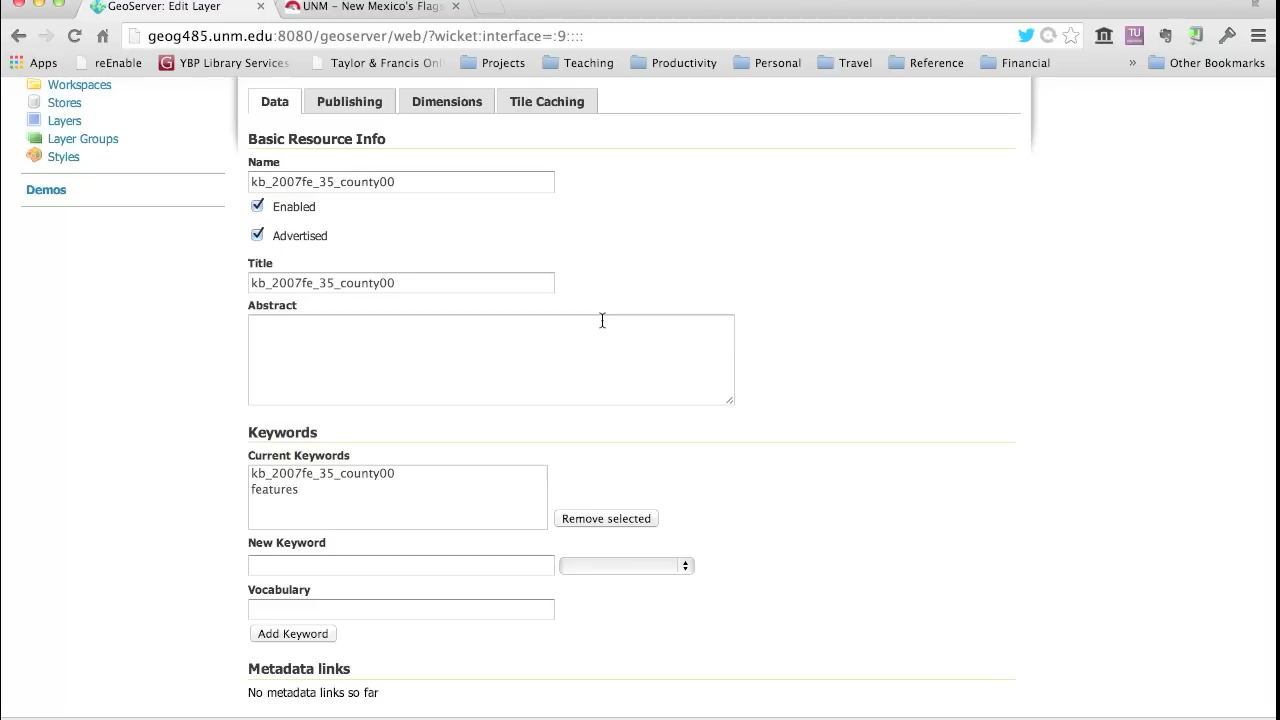 GeoServer: Edit Layer
UNM – New Mexico's Flags
geog485.unm.edu:8080/geoserver/web/?wicket:interface=:9::::
Apps reEnable YBP Library Services Taylor & Francis On Projects Teaching Productivity Personal Travel Reference Financial » Other Bookmarks
Workspaces
Stores
Layers
Layer Groups
Styles
Demos
Data Publishing Dimensions Tile Caching
Basic Resource Info
Name
kb_2007fe_35_county00
Enabled
Advertised
Title
kb_2007fe_35_county00
Abstract
Keywords
Current Keywords
kb_2007fe_35_county00
features
Remove selected
New Keyword
Vocabulary
Add Keyword
Metadata links
No metadata links so far